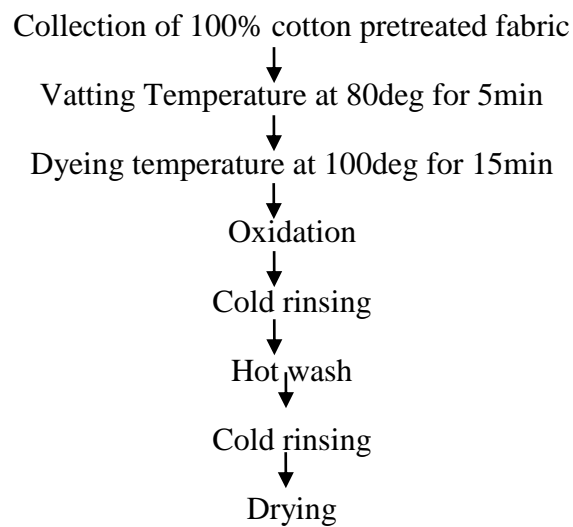 Collection of 100% cotton pretreated fabric
Vatting Temperature at 80deg for 5min
Dyeing temperature at 100deg for 15min
Oxidation
Cold rinsing
Hot wash
Cold rinsing
Drying